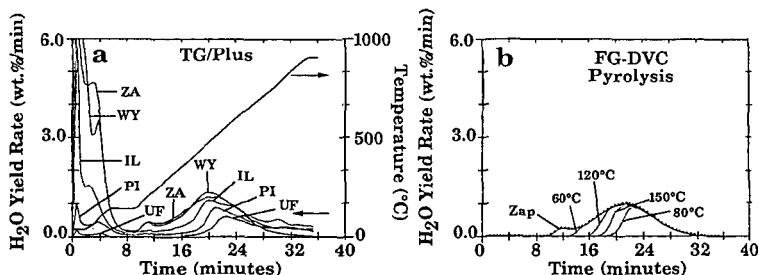 a
TG/Plus
H2O Yield Rate (wt.%/min)
6.0
3.0
0.0
ZA
WY
IL
PI
UF
ZA
WY
IL
PI
UF
1000
500
0
Temperature (°C)
0 8 16 24 32 40
Time (minutes)
b
FG-DVC
Pyrolysis
H2O Yield Rate (wt.%/min)
6.0
3.0
0.0
Zap
60°C
120°C
150°C
80°C
0 8 16 24 32 40
Time (minutes)